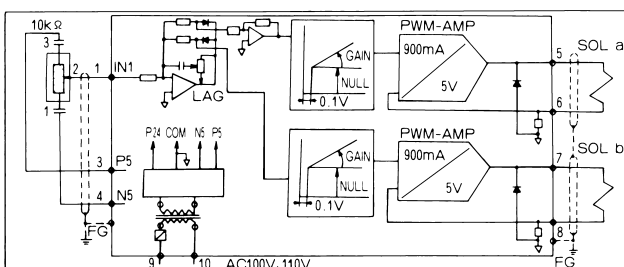 10kΩ
3
2
1
IN1
1
LAG
P24 COM N5 P5
3 P5
4 N5
FG
9 10 AC100V,110V
GAIN
NULL
0.1V
PWM-AMP
900mA
5V
5
SOL a
6
GAIN
NULL
0.1V
PWM-AMP
900mA
5V
SOL b
7
8
FG